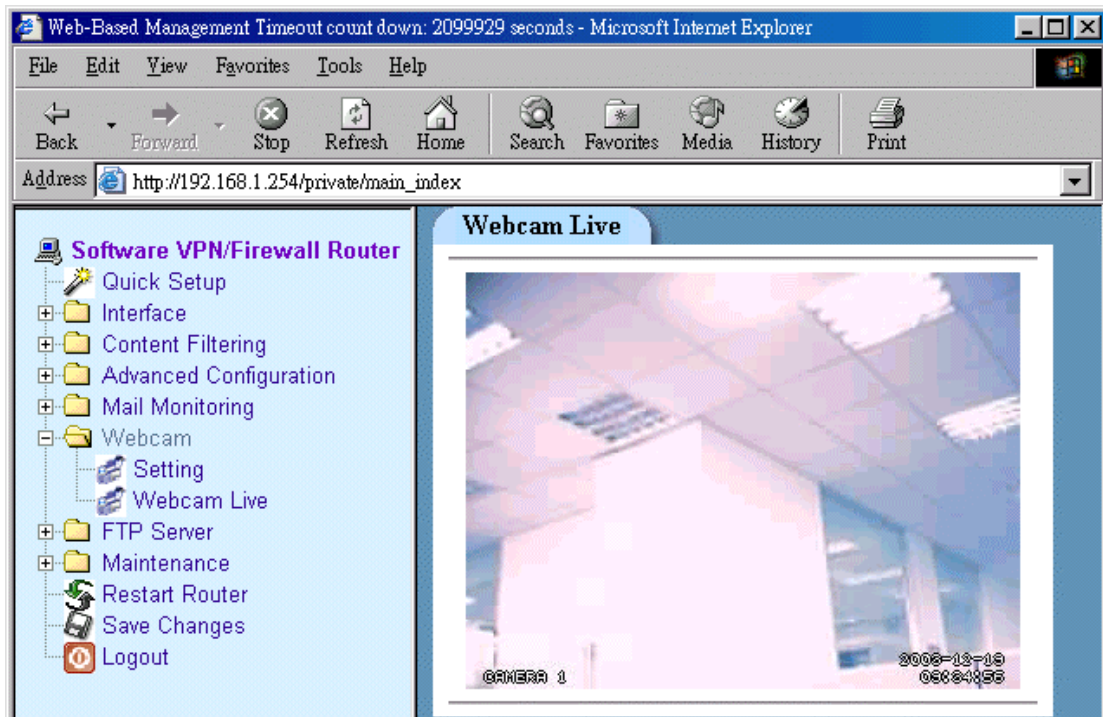 Web-Based Management Timeout count down: 2099929 seconds - Microsoft Internet Explorer
File Edit View Favorites Tools Help
Back Forward Stop Refresh Home Search Favorites Media History Print
Address http://192.168.1.254/private/main_index
Software VPN/Firewall Router
Quick Setup
Interface
Content Filtering
Advanced Configuration
Mail Monitoring
Webcam
Setting
Webcam Live
FTP Server
Maintenance
Restart Router
Save Changes
Logout
Webcam Live
CAMERA 1